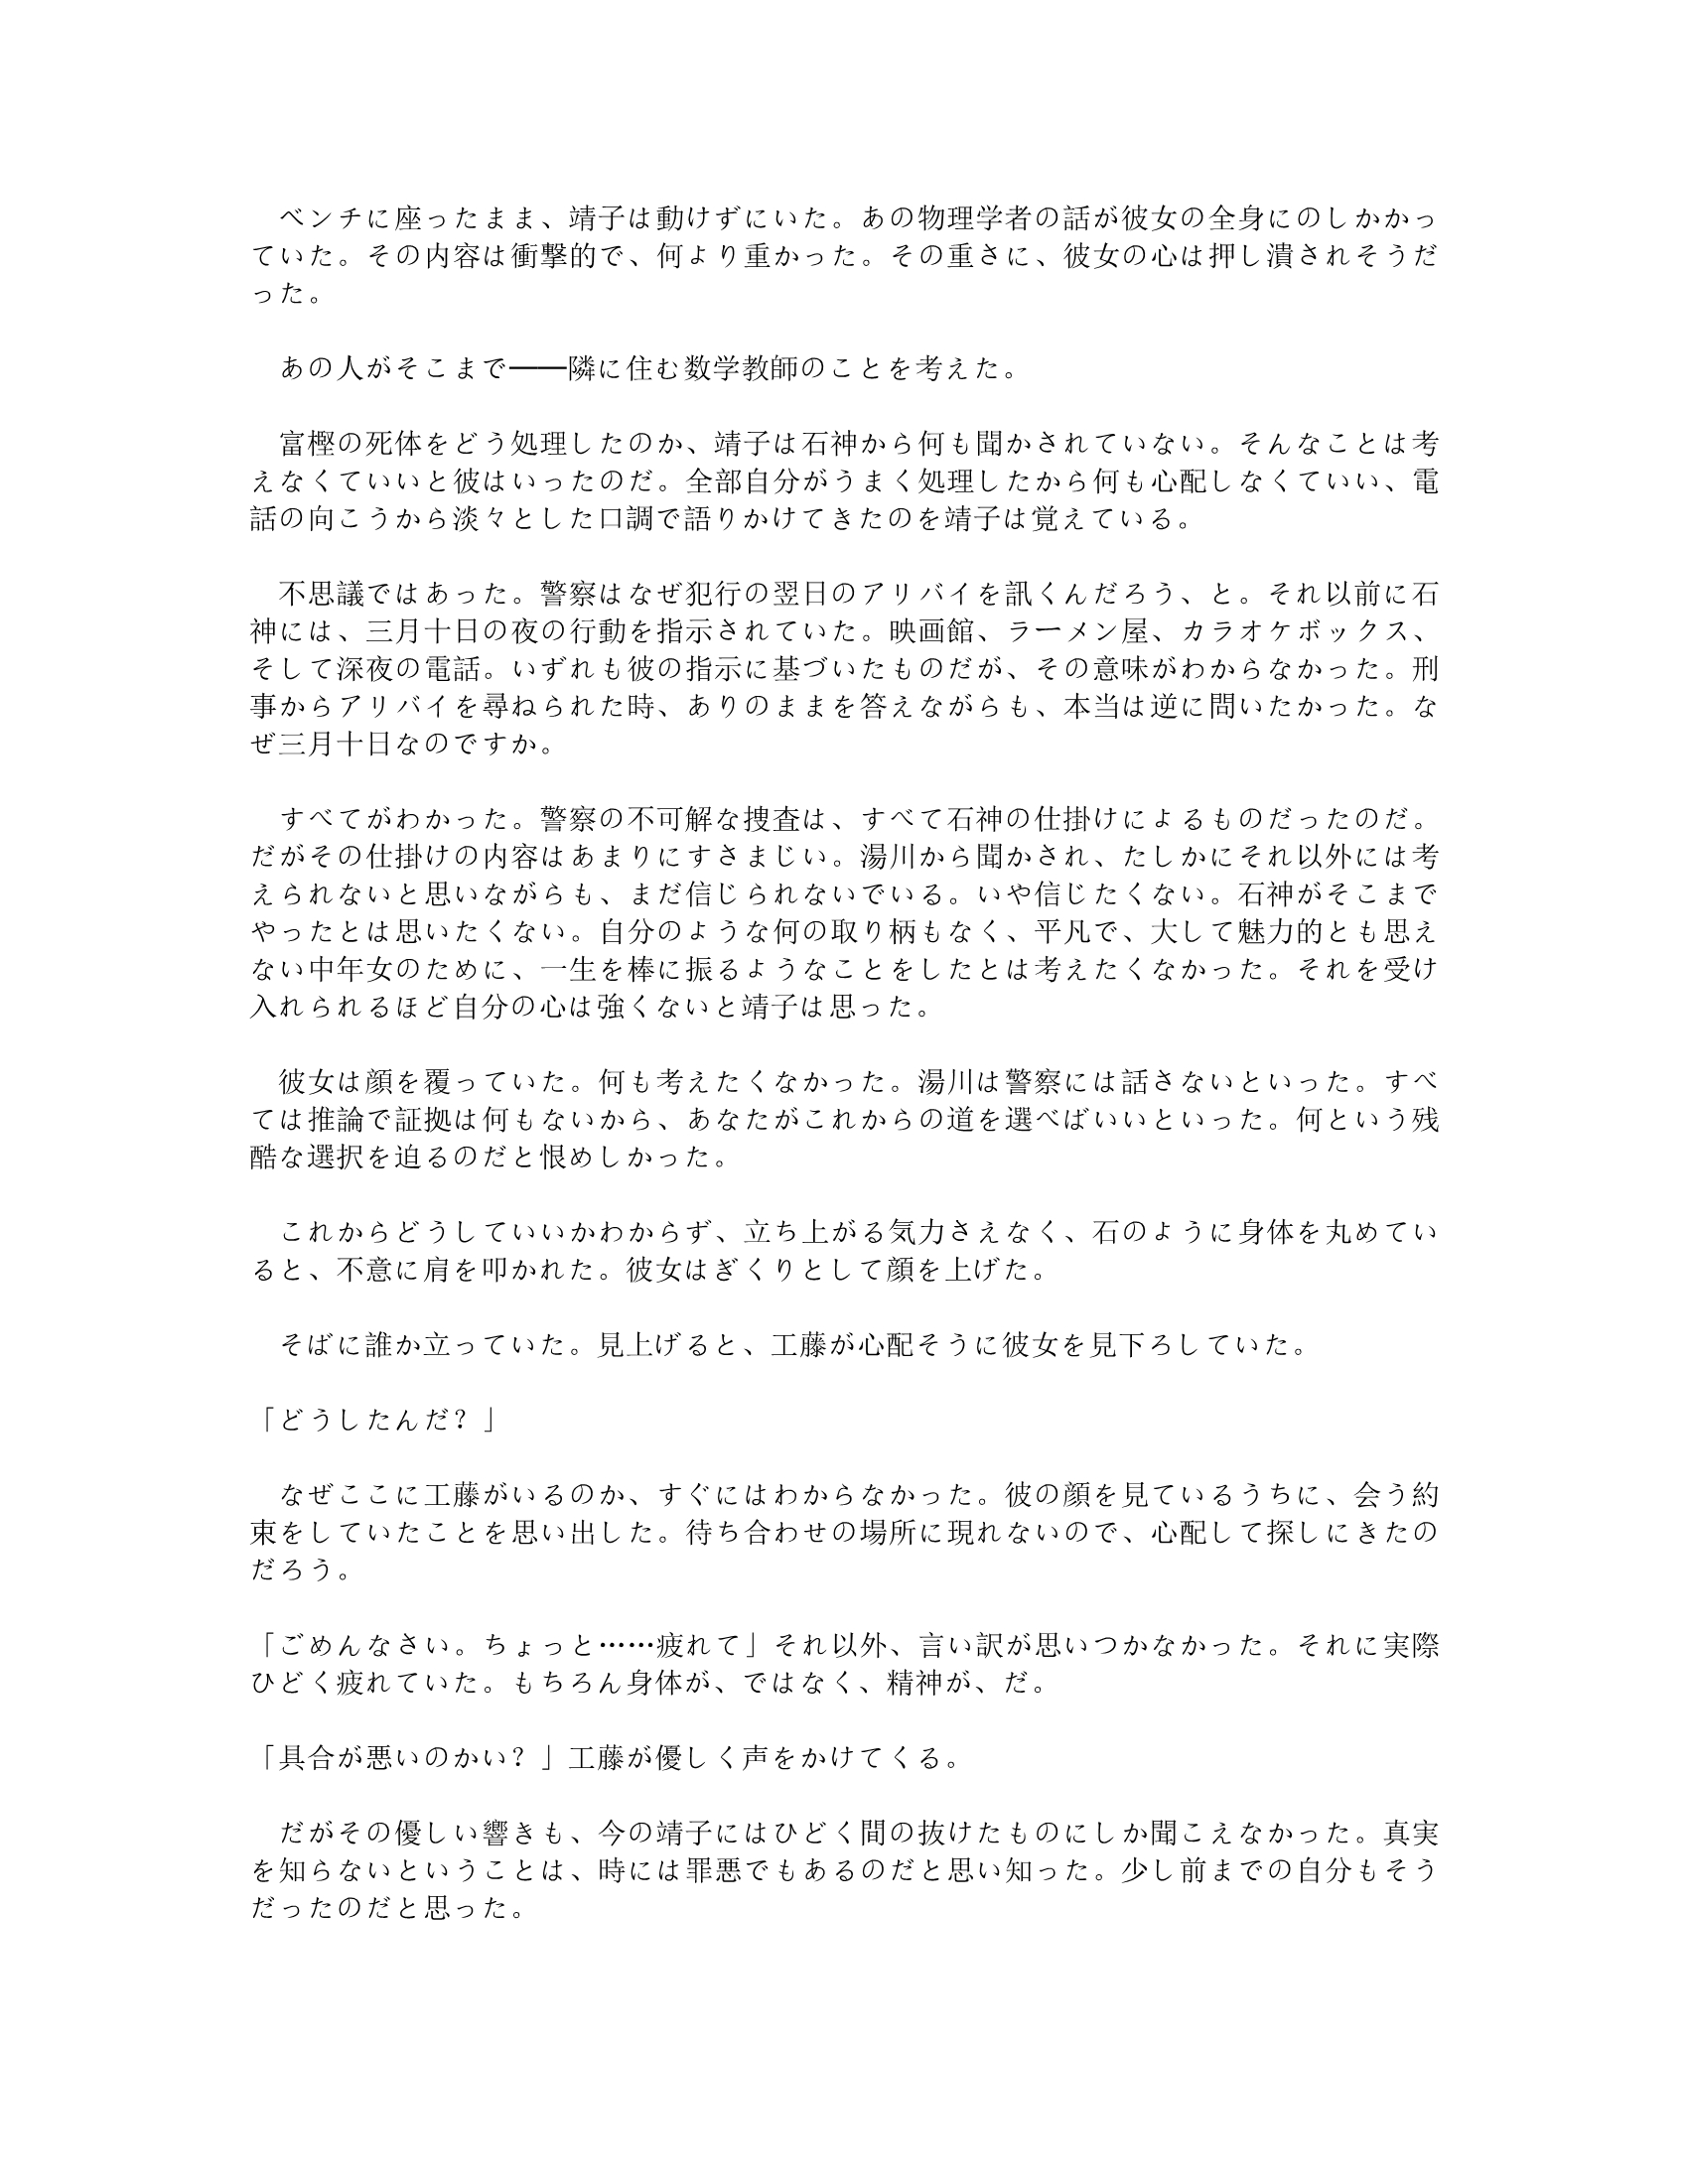 ベンチに座ったまま、靖子は動けずにいた。あの物理学者の話が彼女の全身にのしかかっ
ていた。その内容は衝撃的で、何より重かった。その重さに、彼女の心は押し潰されそうだ
った。
　あの人がそこまで――隣に住む数学教師のことを考えた。
　富樫の死体をどう処理したのか、靖子は石神から何も聞かされていない。そんなことは考
えなくていいと彼はいったのだ。全部自分がうまく処理したから何も心配しなくていい、電
話の向こうから淡々とした口調で語りかけてきたのを靖子は覚えている。
　不思議ではあった。警察はなぜ犯行の翌日のアリバイを訊くんだろう、と。それ以前に石
神には、三月十日の夜の行動を指示されていた。映画館、ラーメン屋、カラオケボックス、
そして深夜の電話。いずれも彼の指示に基づいたものだが、その意味がわからなかった。刑
事からアリバイを尋ねられた時、ありのままを答えながらも、本当は逆に問いたかった。な
ぜ三月十日なのですか。
　すべてがわかった。警察の不可解な捜査は、すべて石神の仕掛けによるものだったのだ。
だがその仕掛けの内容はあまりにすさまじい。湯川から聞かされ、たしかにそれ以外には考
えられないと思いながらも、まだ信じられないでいる。いや信じたくない。石神がそこまで
やったとは思いたくない。自分のような何の取り柄もなく、平凡で、大して魅力的とも思え
ない中年女のために、一生を棒に振るようなことをしたとは考えたくなかった。それを受け
入れられるほど自分の心は強くないと靖子は思った。
　彼女は顔を覆っていた。何も考えたくなかった。湯川は警察には話さないといった。すべ
ては推論で証拠は何もないから、あなたがこれからの道を選べばいいといった。何という残
酷な選択を迫るのだと恨めしかった。
　これからどうしていいかわからず、立ち上がる気力さえなく、石のように身体を丸めてい
ると、不意に肩を叩かれた。彼女はぎくりとして顔を上げた。
　そばに誰か立っていた。見上げると、工藤が心配そうに彼女を見下ろしていた。
「どうしたんだ？」
　なぜここに工藤がいるのか、すぐにはわからなかった。彼の顔を見ているうちに、会う約
束をしていたことを思い出した。待ち合わせの場所に現れないので、心配して探しにきたの
だろう。
「ごめんなさい。ちょっと……疲れて」それ以外、言い訳が思いつかなかった。それに実際
ひどく疲れていた。もちろん身体が、ではなく、精神が、だ。
「具合が悪いのかい？」工藤が優しく声をかけてくる。
　だがその優しい響きも、今の靖子にはひどく間の抜けたものにしか聞こえなかった。真実
を知らないということは、時には罪悪でもあるのだと思い知った。少し前までの自分もそう
だったのだと思った。